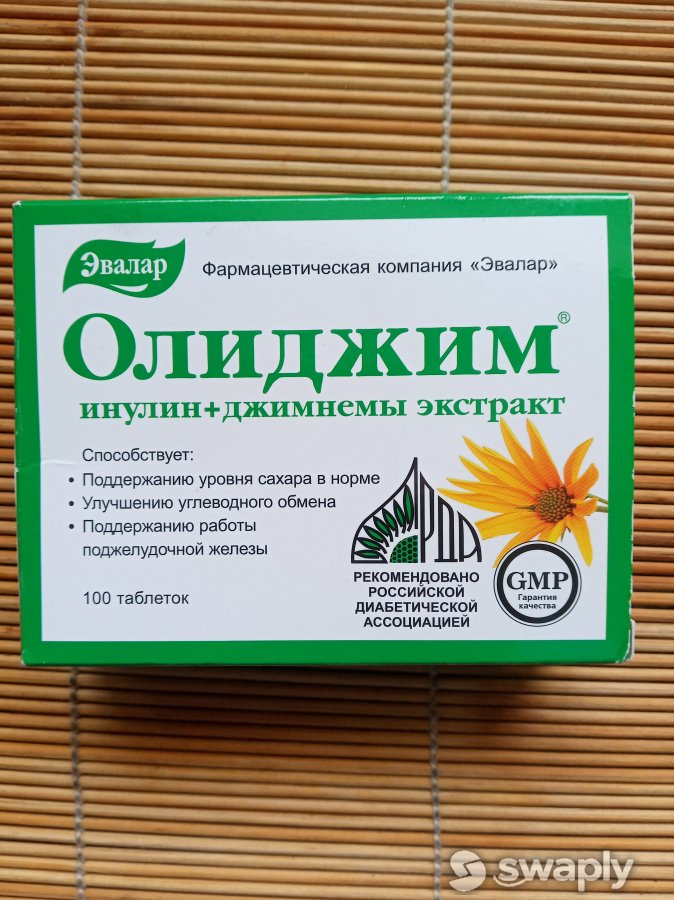 Эвалар
Фармацевтическая компания «Эвалар»
Олиджим®
инулин+джимнемы экстракт
Способствует:
• Поддержанию уровня сахара в норме
• Улучшению углеводного обмена
• Поддержанию работы
поджелудочной железы
100 таблеток
РДА
РЕКОМЕНДОВАНО
РОССИЙСКОЙ
ДИАБЕТИЧЕСКОЙ
АССОЦИАЦИЕЙ
GMP
Гарантия
качества
swaply